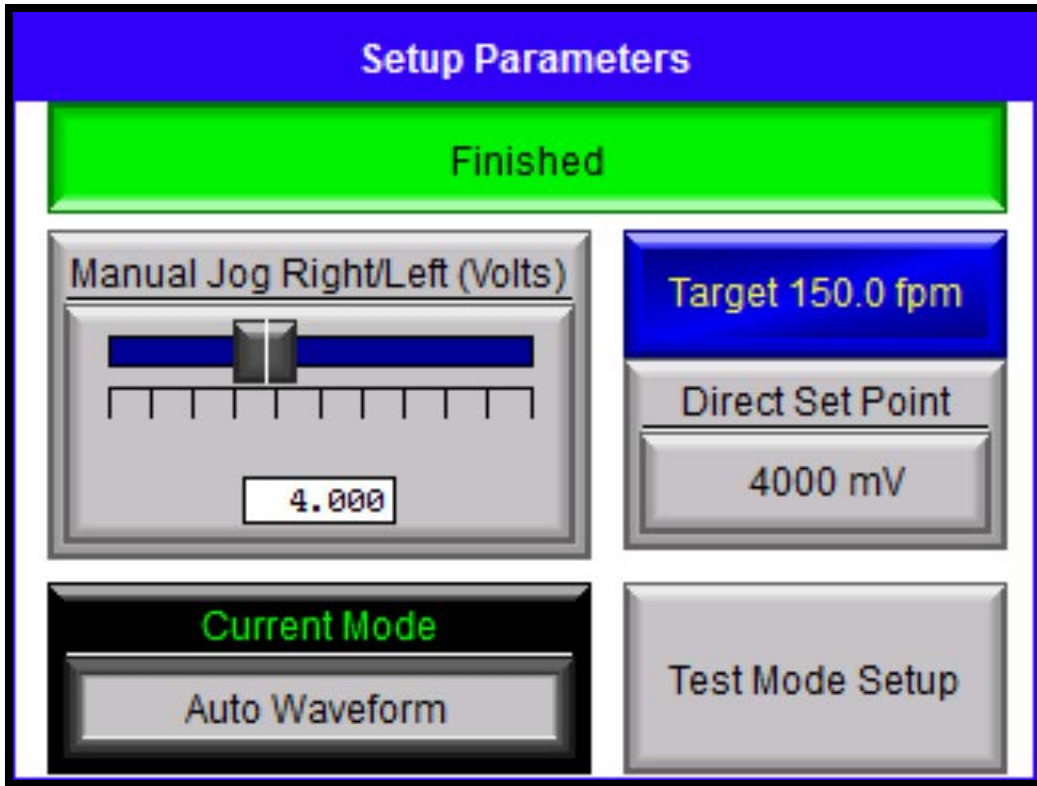 Setup Parameters
Finished
Manual Jog Right/Left (Volts)
4.000
Target 150.0 fpm
Direct Set Point
4000 mV
Current Mode
Auto Waveform
Test Mode Setup